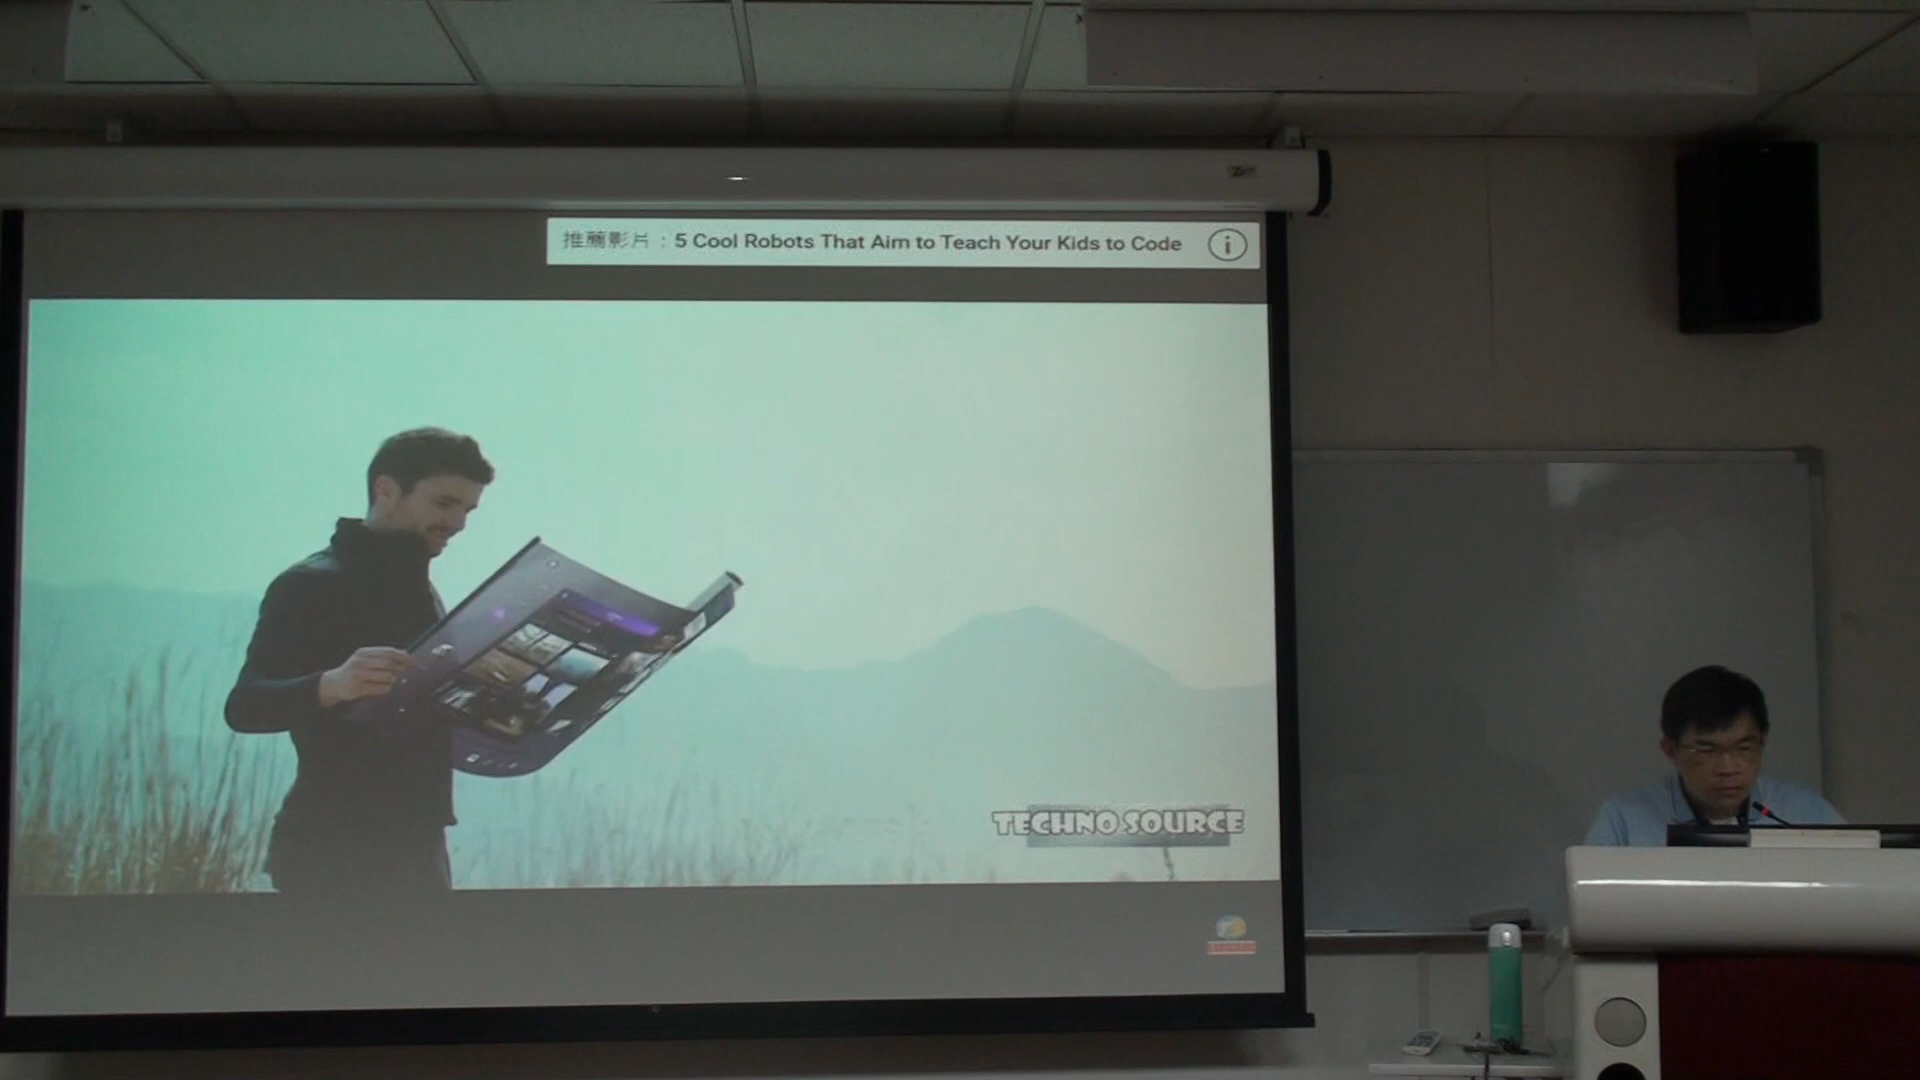 推薦影片：5 Cool Robots That Aim to Teach Your Kids to Code
TECHNO SOURCE